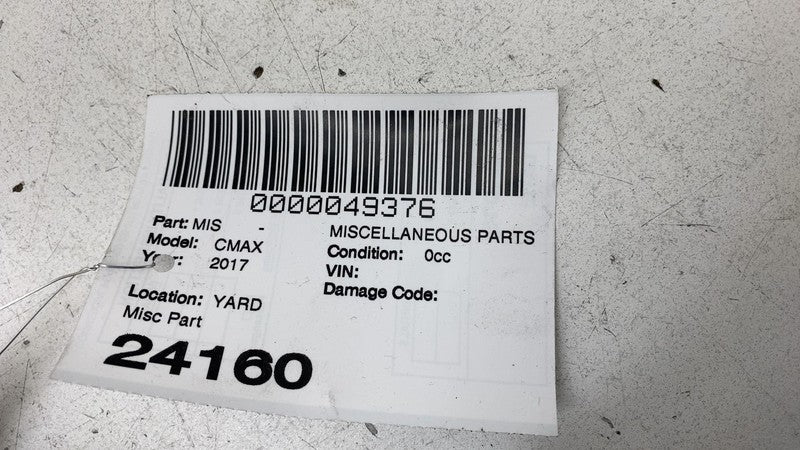 0000049376
Part: MIS - MISCELLANEOUS PARTS
Model: CMAX Condition: 0cc
Year: 2017 VIN:
Damage Code:
Location: YARD
Misc Part
24160